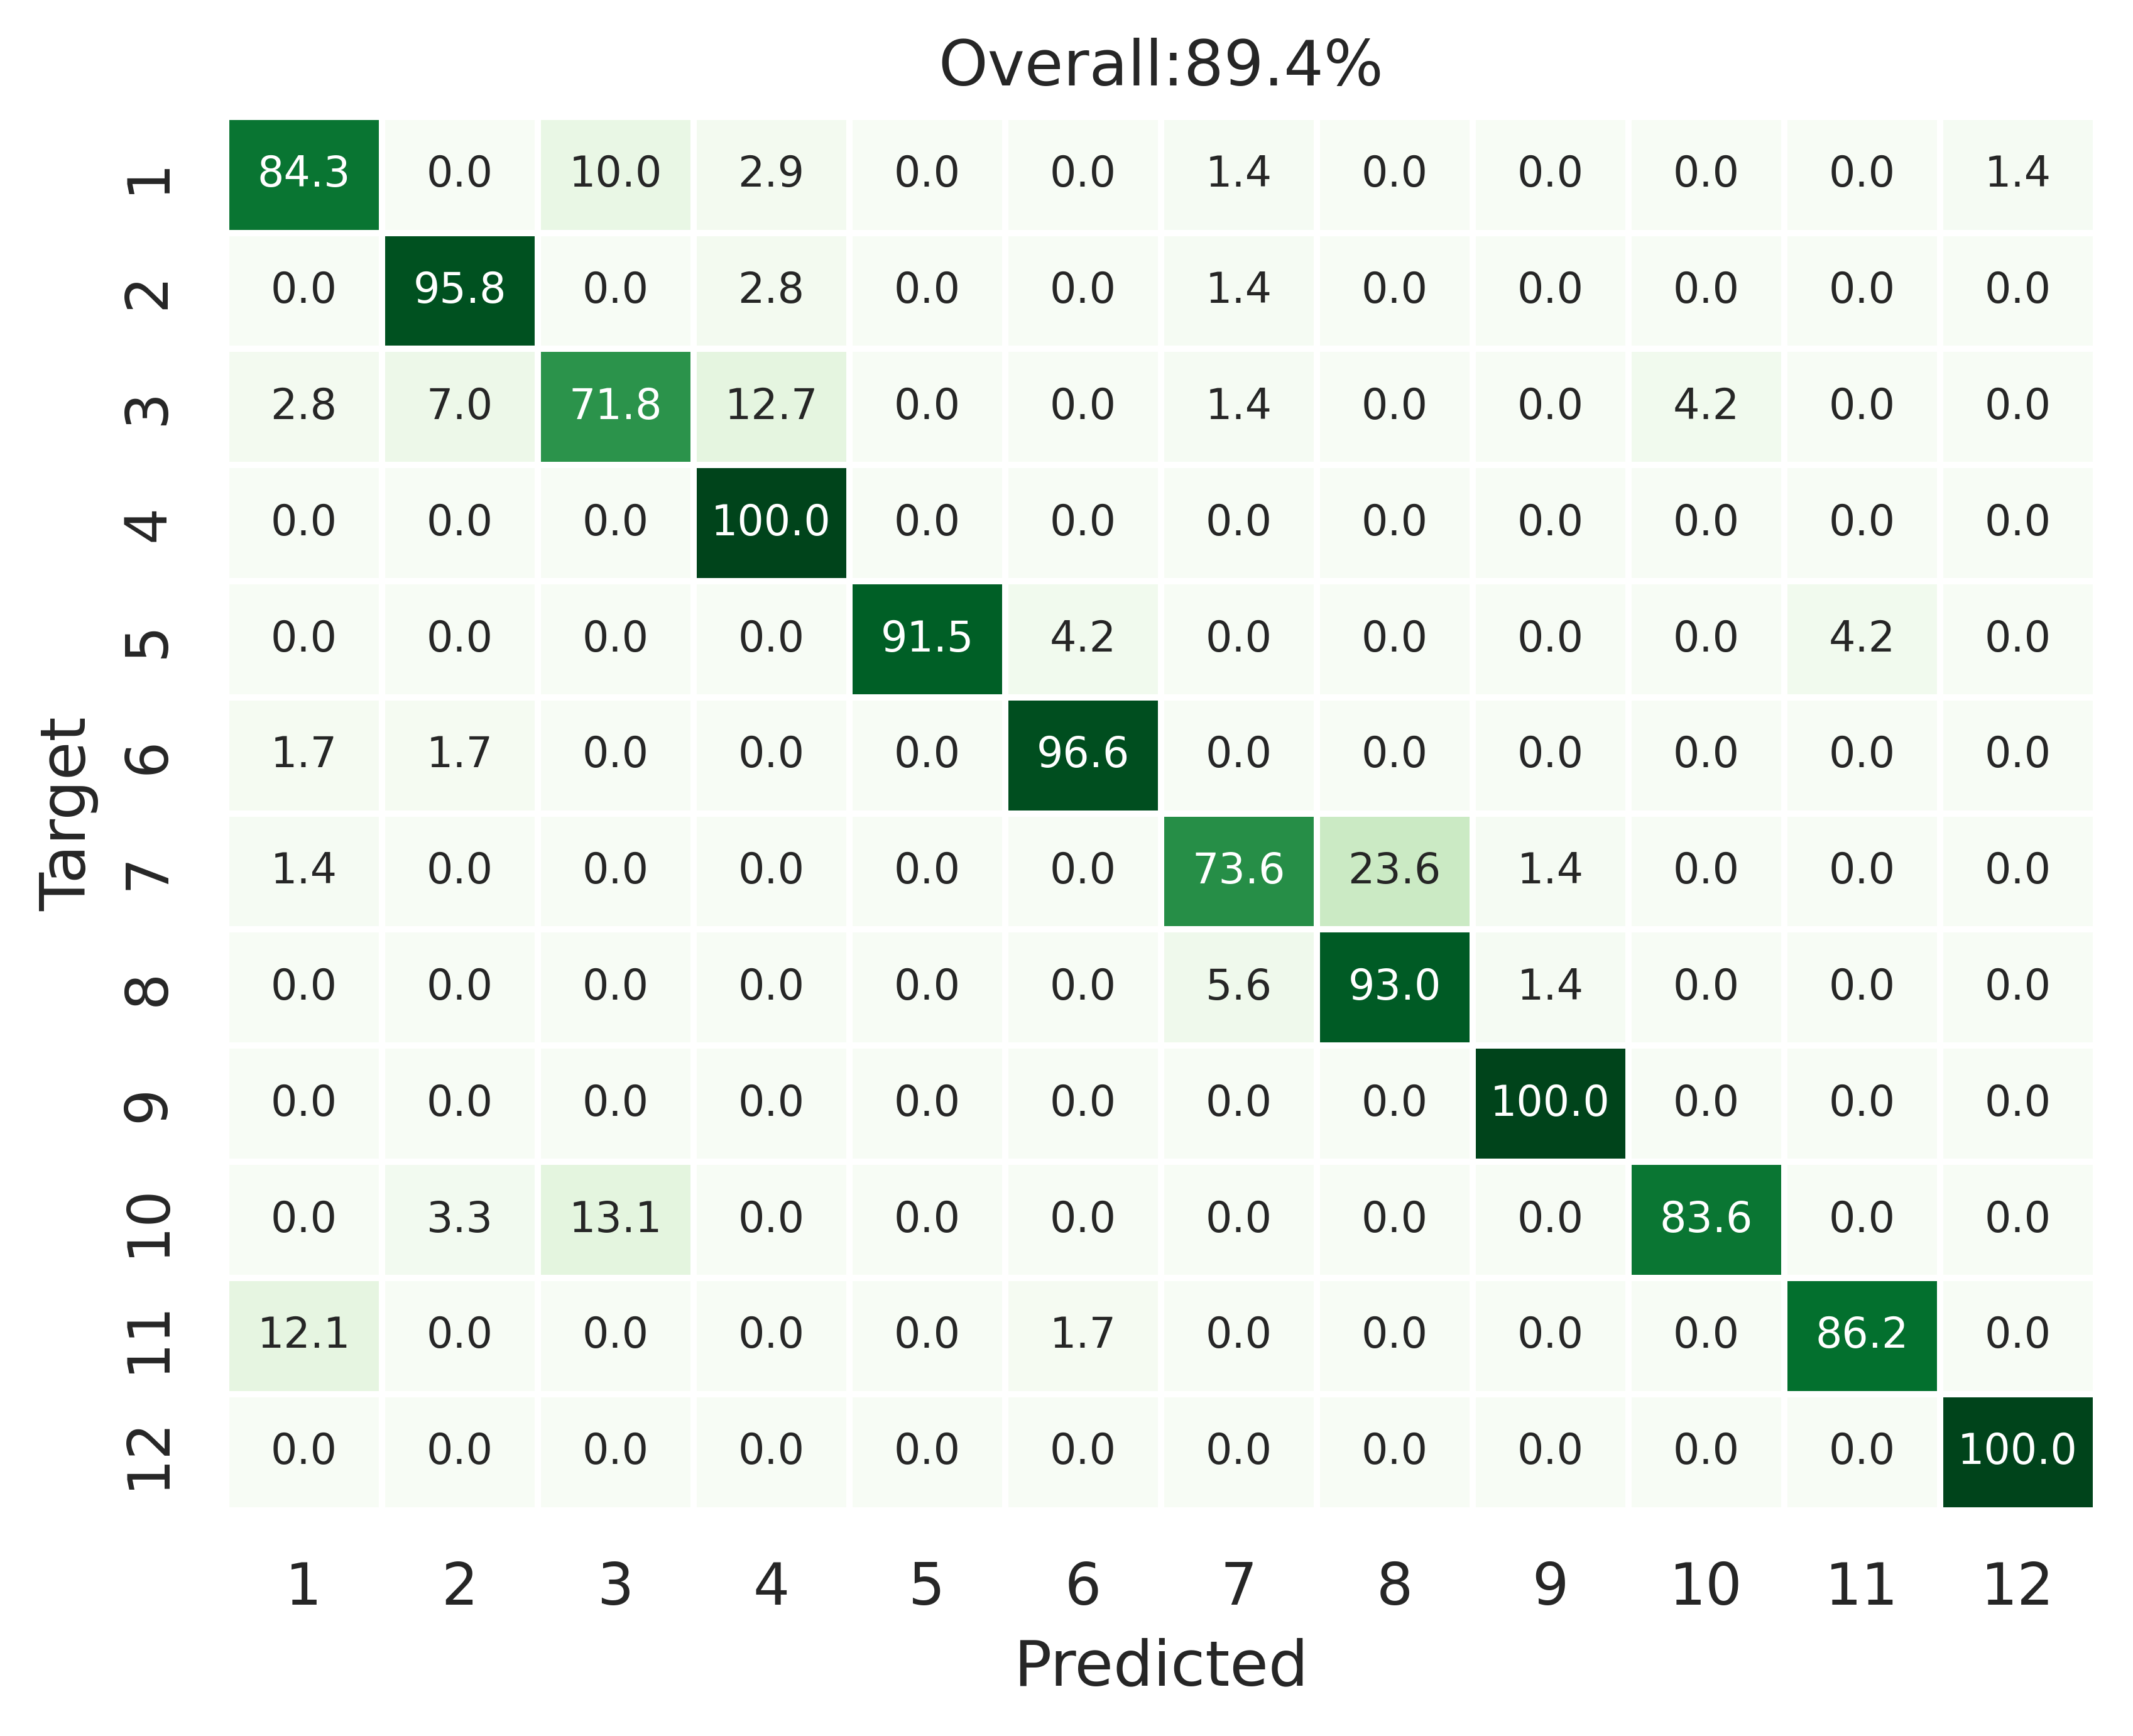 Overall:89.4%
1 84.3 0.0 10.0 2.9 0.0 0.0 1.4 0.0 0.0 0.0 0.0 1.4
2 0.0 95.8 0.0 2.8 0.0 0.0 1.4 0.0 0.0 0.0 0.0 0.0
3 2.8 7.0 71.8 12.7 0.0 0.0 1.4 0.0 0.0 4.2 0.0 0.0
4 0.0 0.0 0.0 100.0 0.0 0.0 0.0 0.0 0.0 0.0 0.0 0.0
5 0.0 0.0 0.0 0.0 91.5 4.2 0.0 0.0 0.0 0.0 4.2 0.0
6 1.7 1.7 0.0 0.0 0.0 96.6 0.0 0.0 0.0 0.0 0.0 0.0
Target
7 1.4 0.0 0.0 0.0 0.0 0.0 73.6 23.6 1.4 0.0 0.0 0.0
8 0.0 0.0 0.0 0.0 0.0 0.0 5.6 93.0 1.4 0.0 0.0 0.0
9 0.0 0.0 0.0 0.0 0.0 0.0 0.0 0.0 100.0 0.0 0.0 0.0
10 0.0 3.3 13.1 0.0 0.0 0.0 0.0 0.0 0.0 83.6 0.0 0.0
11 12.1 0.0 0.0 0.0 0.0 1.7 0.0 0.0 0.0 0.0 86.2 0.0
12 0.0 0.0 0.0 0.0 0.0 0.0 0.0 0.0 0.0 0.0 0.0 100.0
1 2 3 4 5 6 7 8 9 10 11 12
Predicted